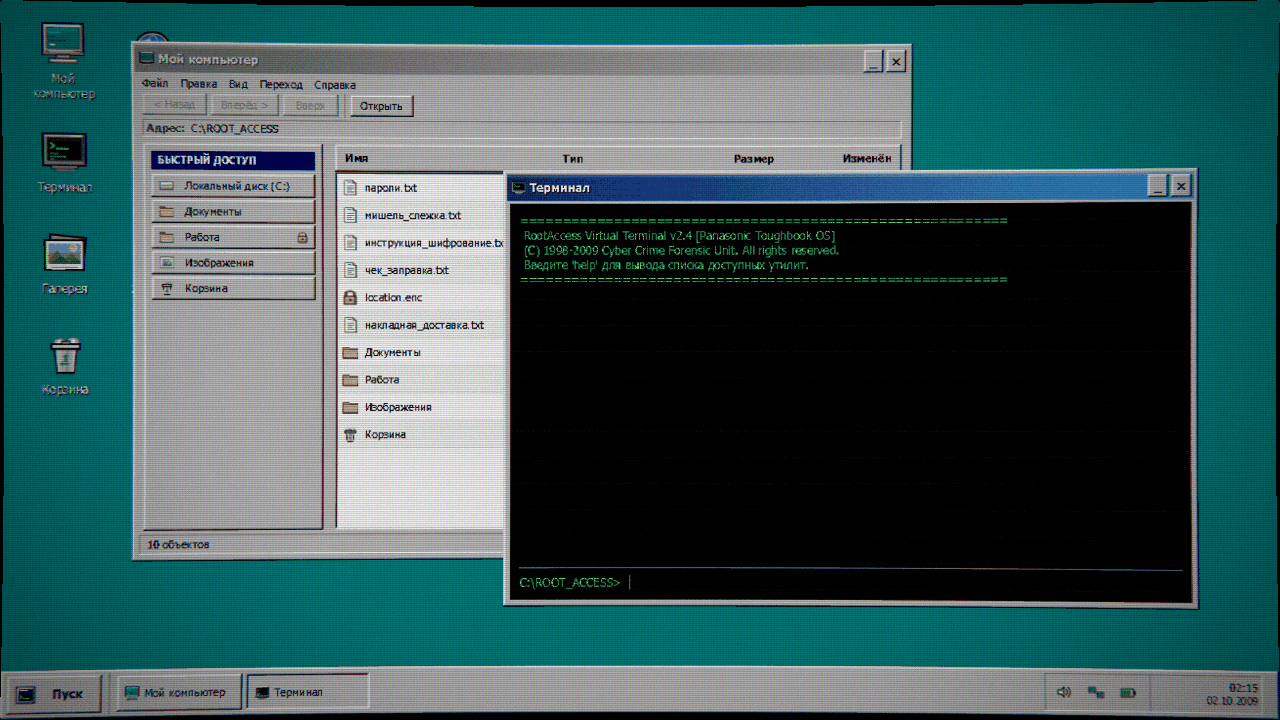 Мой компьютер
Терминал
Галерея
Корзина
Мой компьютер
Файл Правка Вид Переход Справка
< Назад Вперёд > Вверх Открыть
Адрес: C:\ROOT_ACCESS
БЫСТРЫЙ ДОСТУП
Локальный диск (C:)
Документы
Работа
Изображения
Корзина
Имя Тип Размер Изменён
пароли.txt
мишель_слежка.txt
инструкция_шифрование.tx
чек_заправка.txt
location.enc
накладная_доставка.txt
Документы
Работа
Изображения
Корзина
10 объектов
Терминал
============================================================
RootAccess Virtual Terminal v2.4 [Panasonic Toughbook OS]
(C) 1998-2009 Cyber Crime Forensic Unit. All rights reserved.
Введите 'help' для вывода списка доступных утилит.
============================================================
C:\ROOT_ACCESS>
Пуск
Мой компьютер
Терминал
02:15
02.10.2009